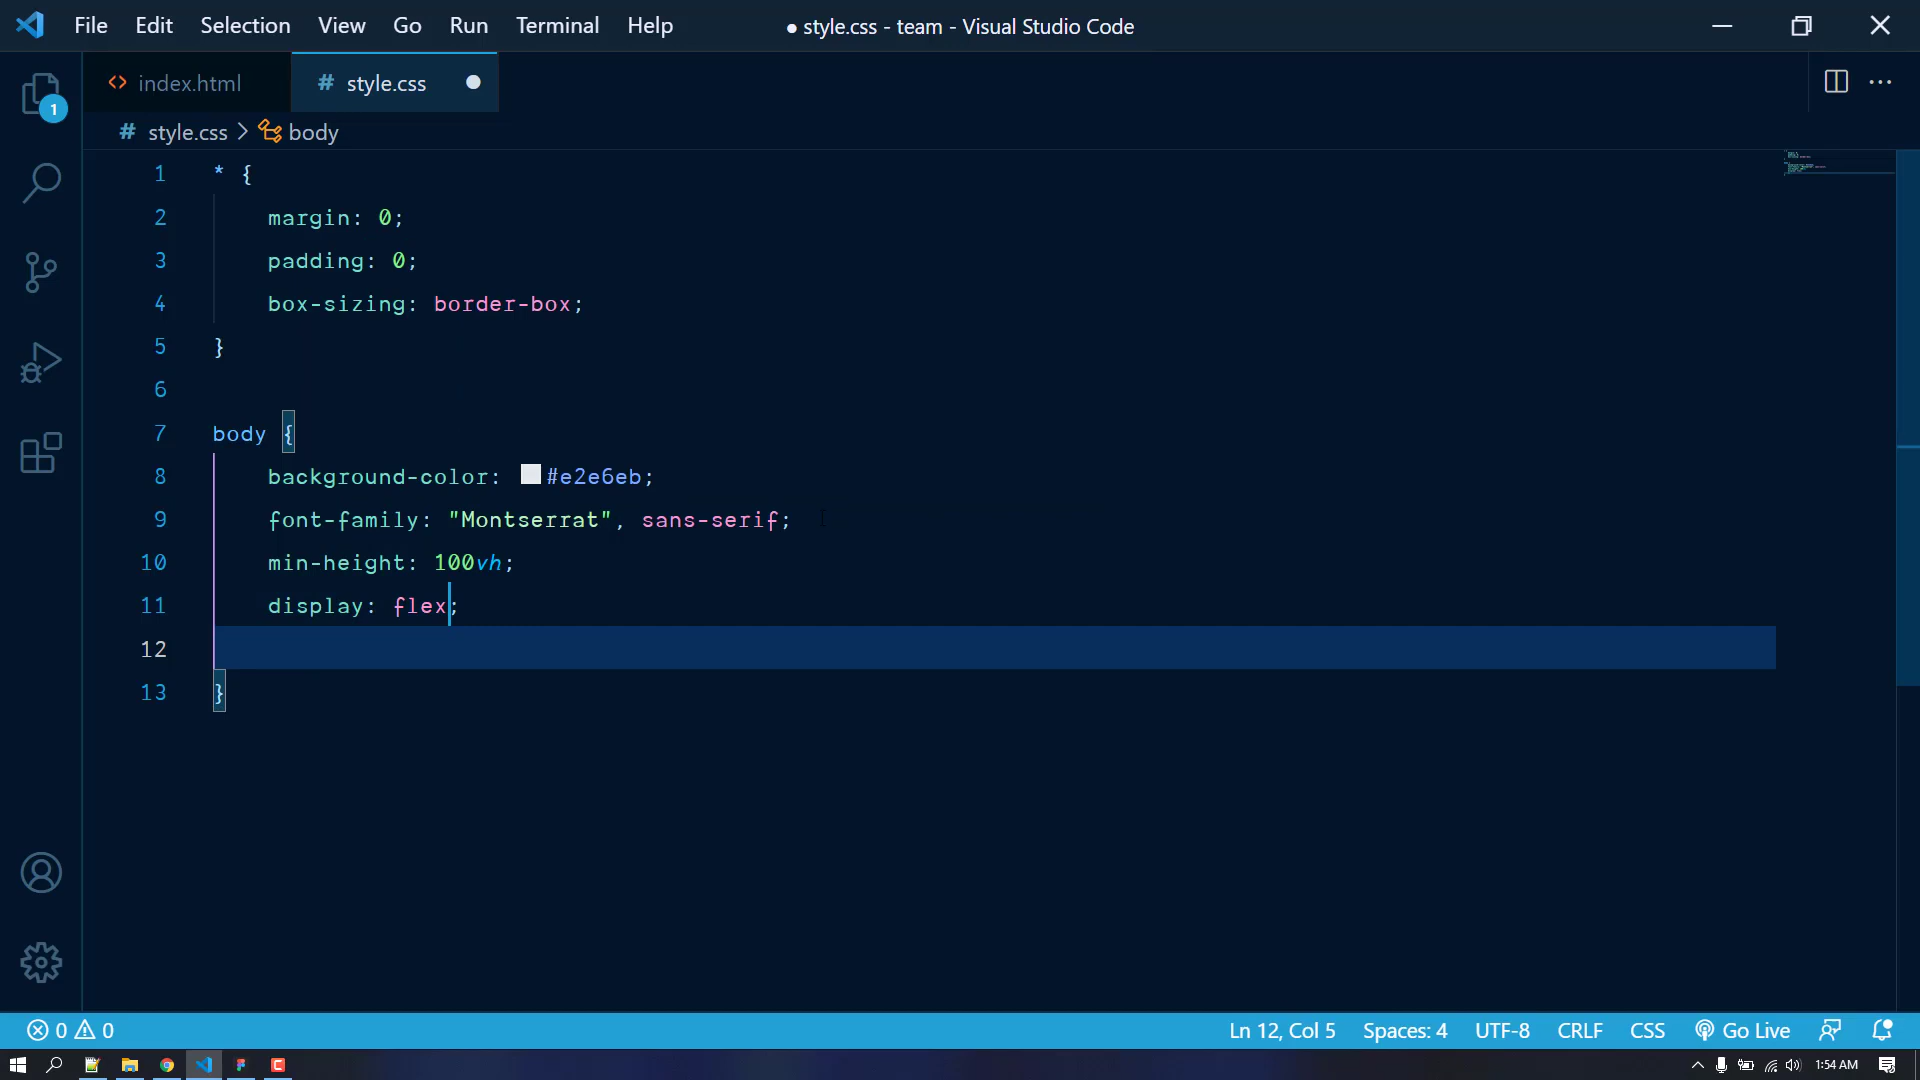 File Edit Selection View Go Run Terminal Help ● style.css - team - Visual Studio Code
index.html # style.css
1
# style.css > body
1 * {
2 margin: 0;
3 padding: 0;
4 box-sizing: border-box;
5 }
6
7 body {
8 background-color: #e2e6eb;
9 font-family: "Montserrat", sans-serif;
10 min-height: 100vh;
11 display: flex;
12
13 }
0 0 Ln 12, Col 5 Spaces: 4 UTF-8 CRLF CSS Go Live
1:54 AM